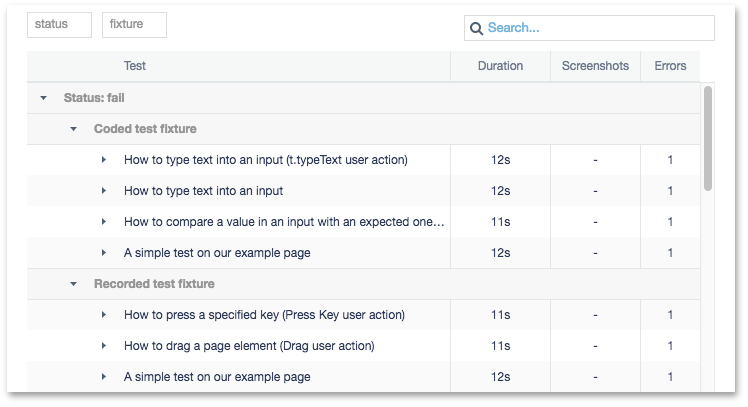 status fixture Search...
Test Duration Screenshots Errors
Status: fail
Coded test fixture
How to type text into an input (t.typeText user action) 12s - 1
How to type text into an input 12s - 1
How to compare a value in an input with an expected one… 11s - 1
A simple test on our example page 12s - 1
Recorded test fixture
How to press a specified key (Press Key user action) 11s - 1
How to drag a page element (Drag user action) 11s - 1
A simple test on our example page 12s - 1